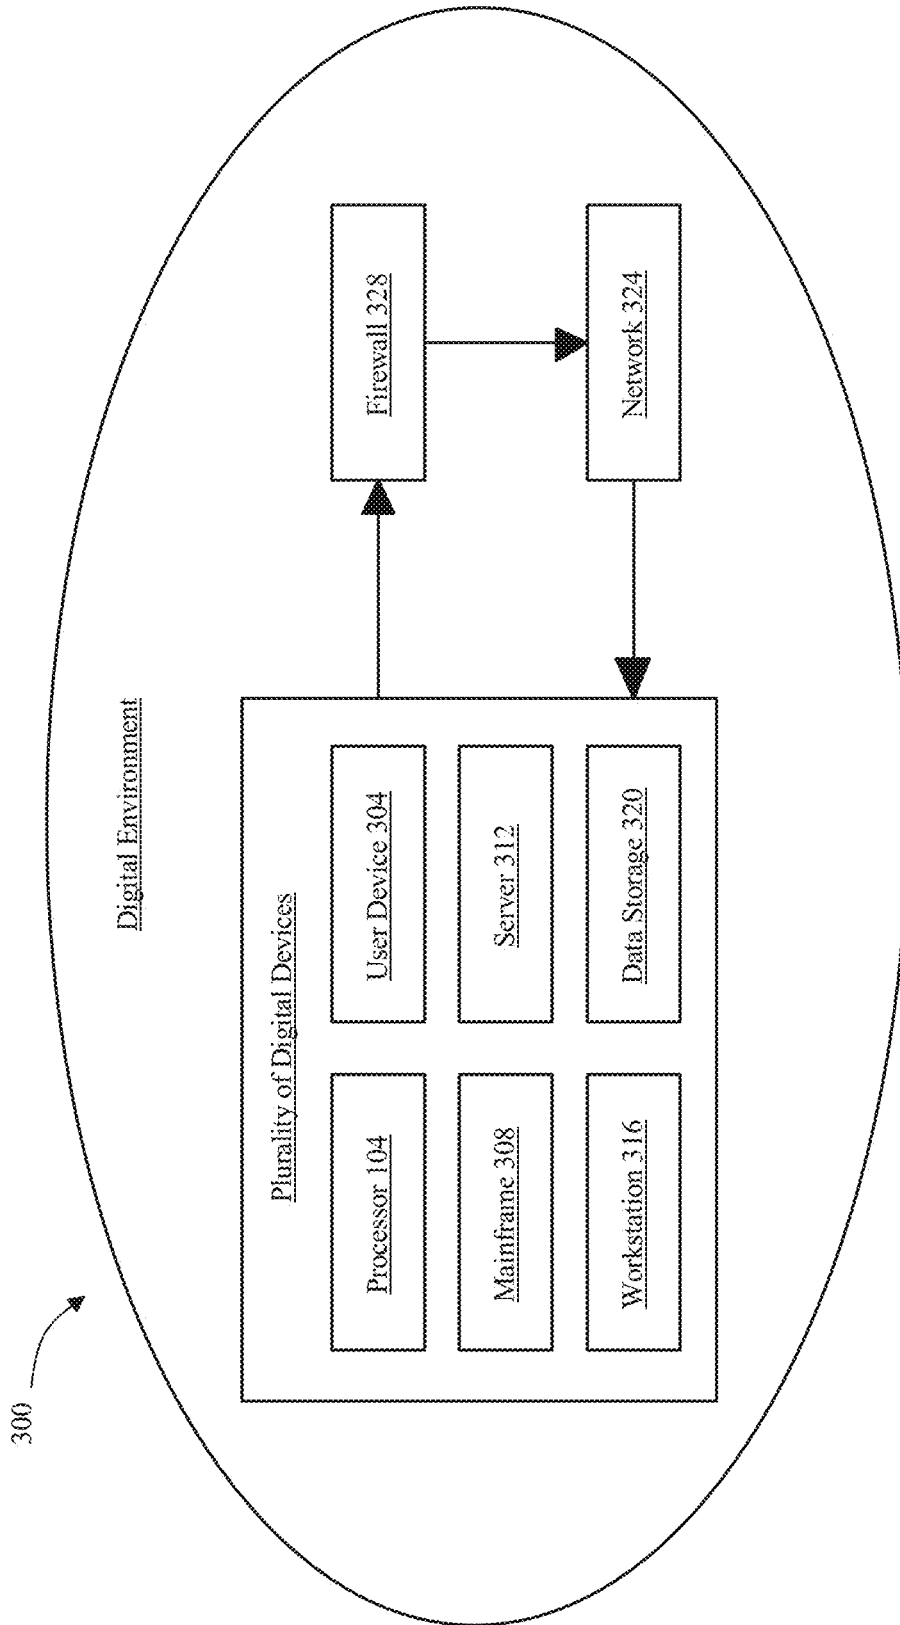 300
Digital Environment
Plurality of Digital Devices
Processor 104
User Device 304
Firewall 328
Mainframe 308
Server 312
Workstation 316
Data Storage 320
Network 324